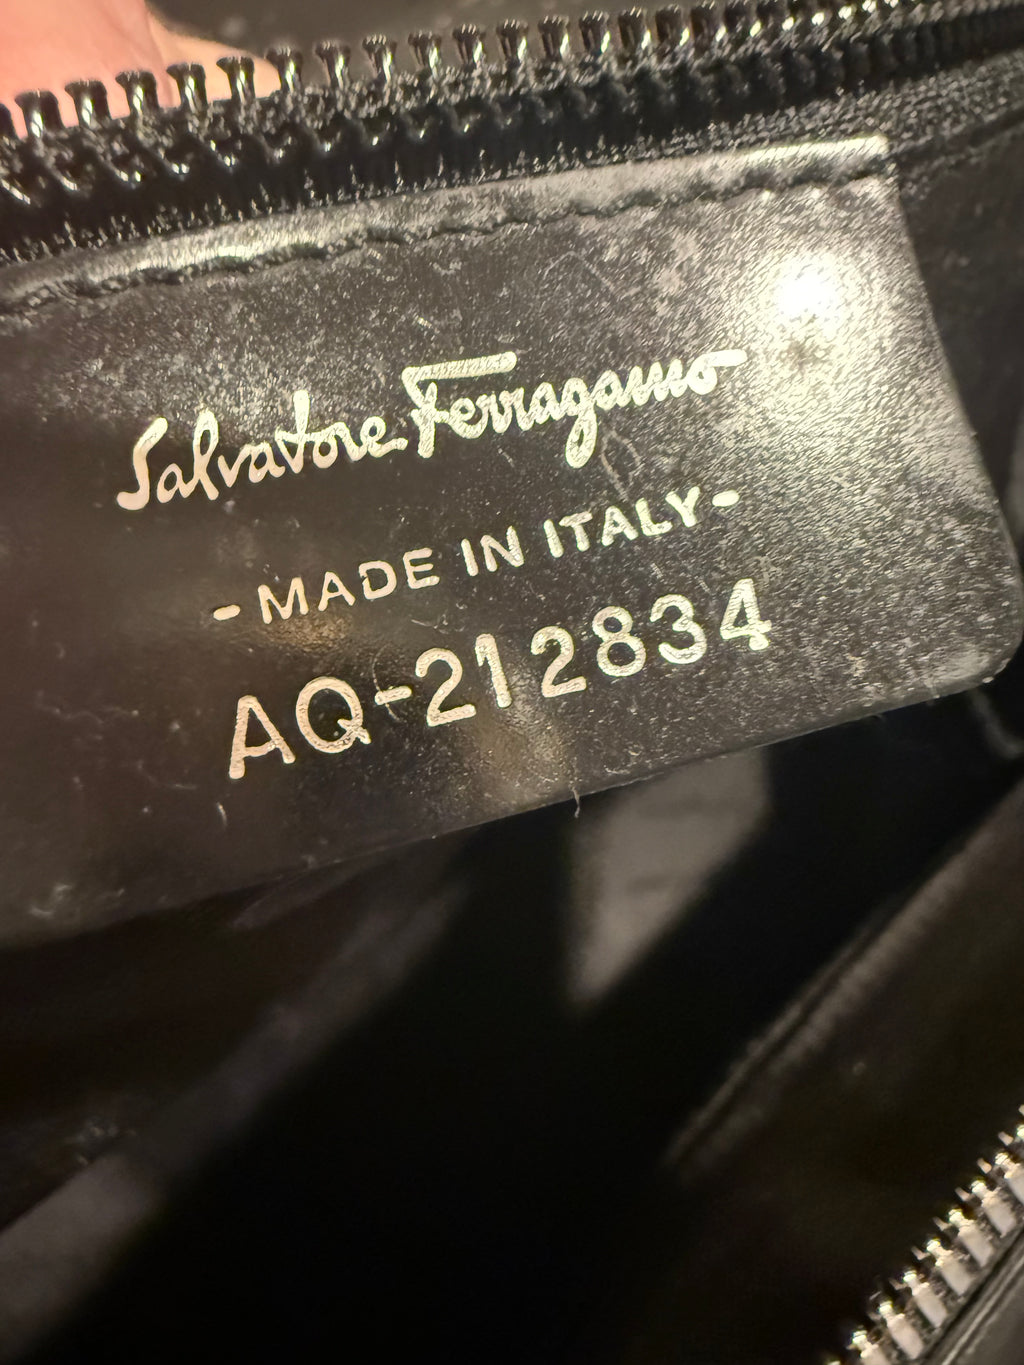 Salvatore Ferragamo
-MADE IN ITALY-
AQ-212834